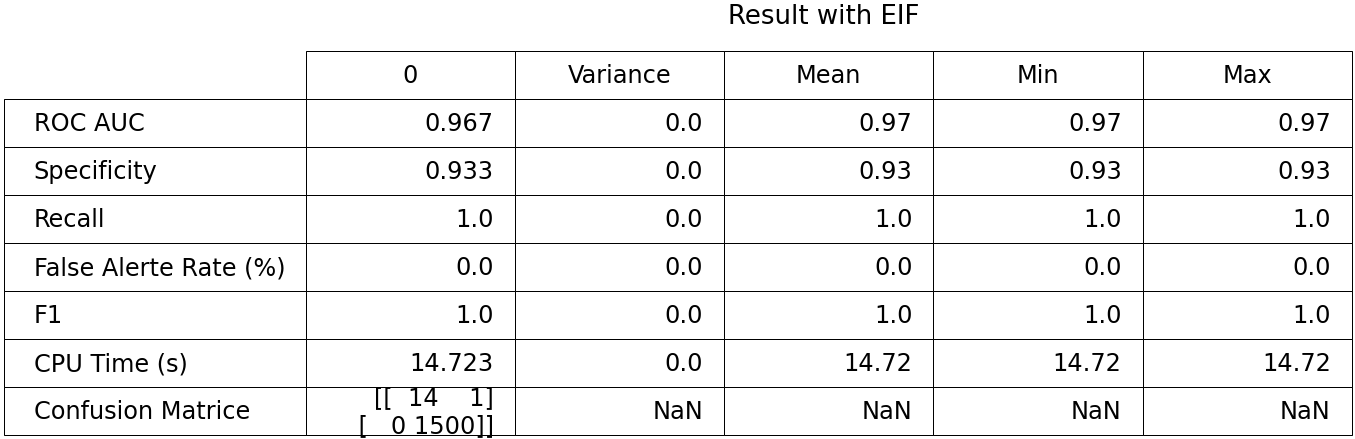 Result with EIF
0 Variance Mean Min Max
ROC AUC 0.967 0.0 0.97 0.97 0.97
Specificity 0.933 0.0 0.93 0.93 0.93
Recall 1.0 0.0 1.0 1.0 1.0
False Alerte Rate (%) 0.0 0.0 0.0 0.0 0.0
F1 1.0 0.0 1.0 1.0 1.0
CPU Time (s) 14.723 0.0 14.72 14.72 14.72
Confusion Matrice [[ 14 1]
[ 0 1500]] NaN NaN NaN NaN